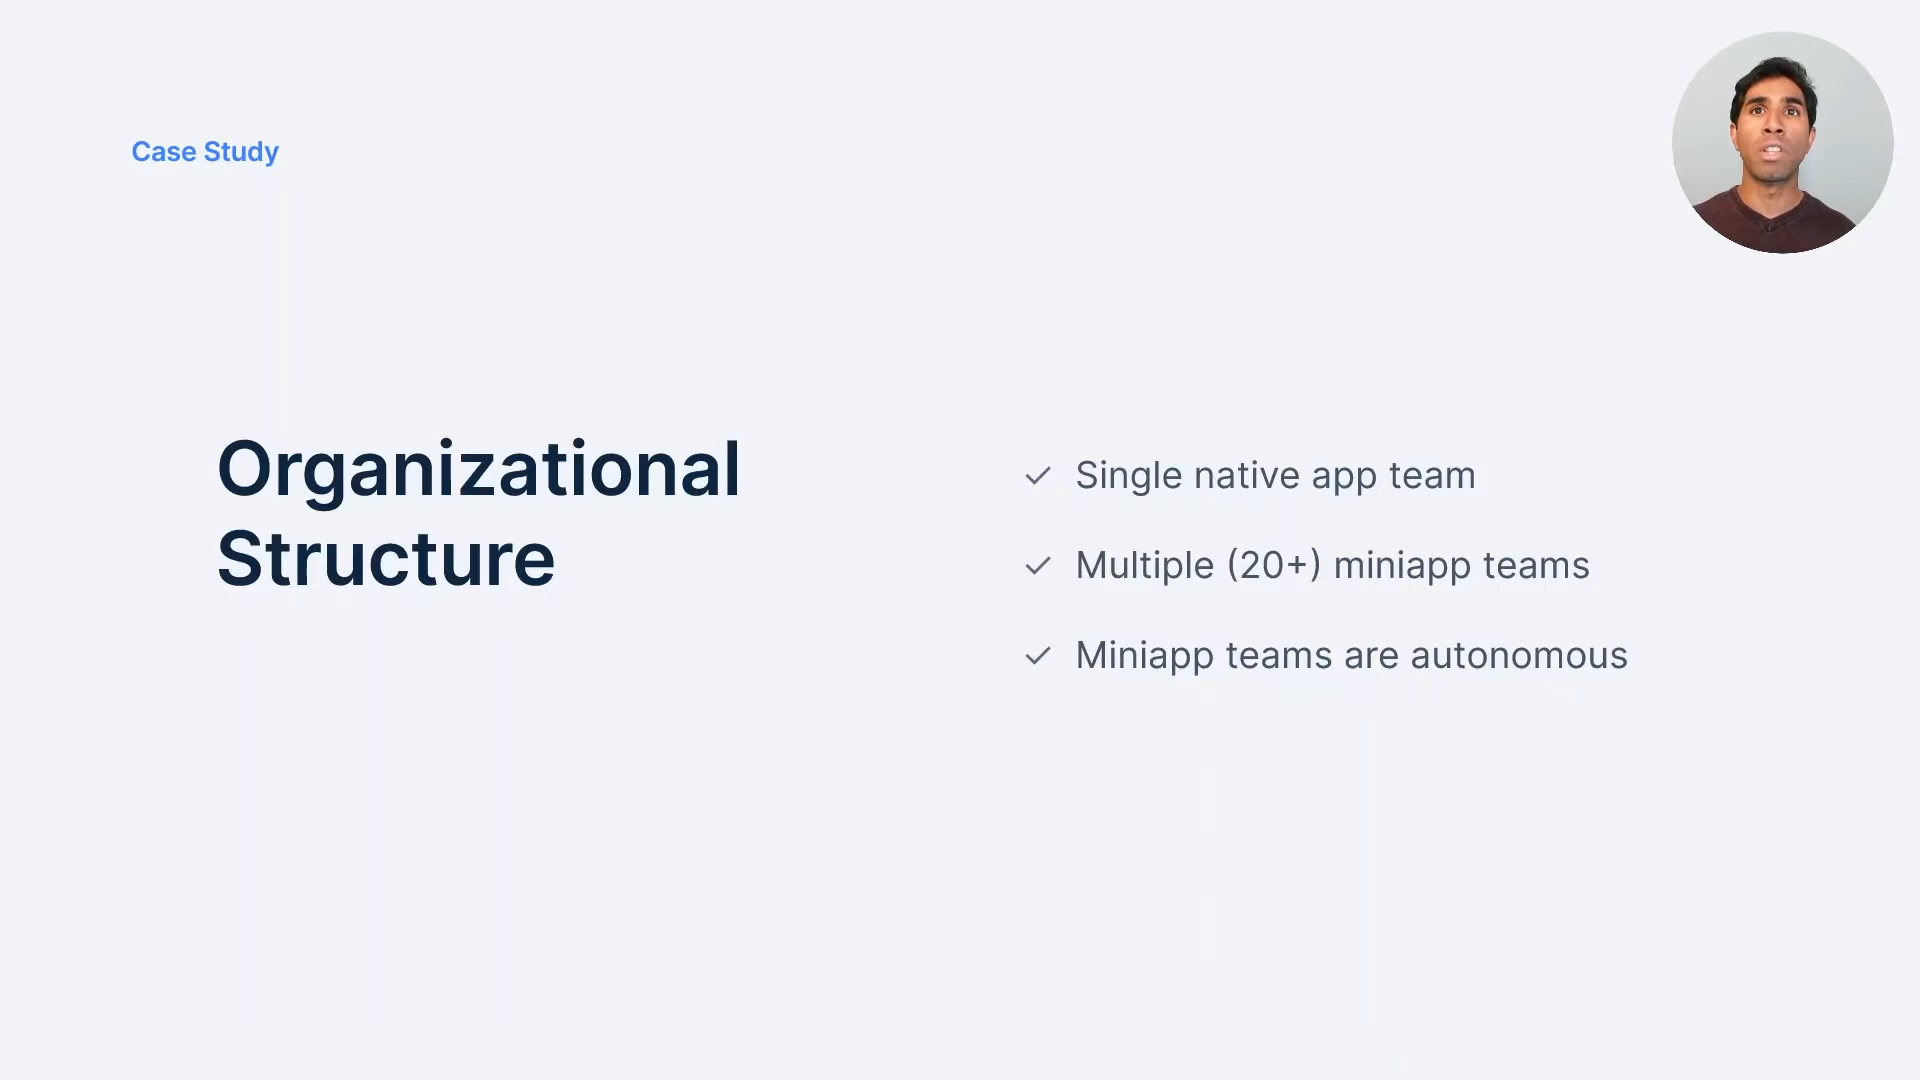 Case Study
Organizational
Structure
Single native app team
Multiple (20+) miniapp teams
Miniapp teams are autonomous